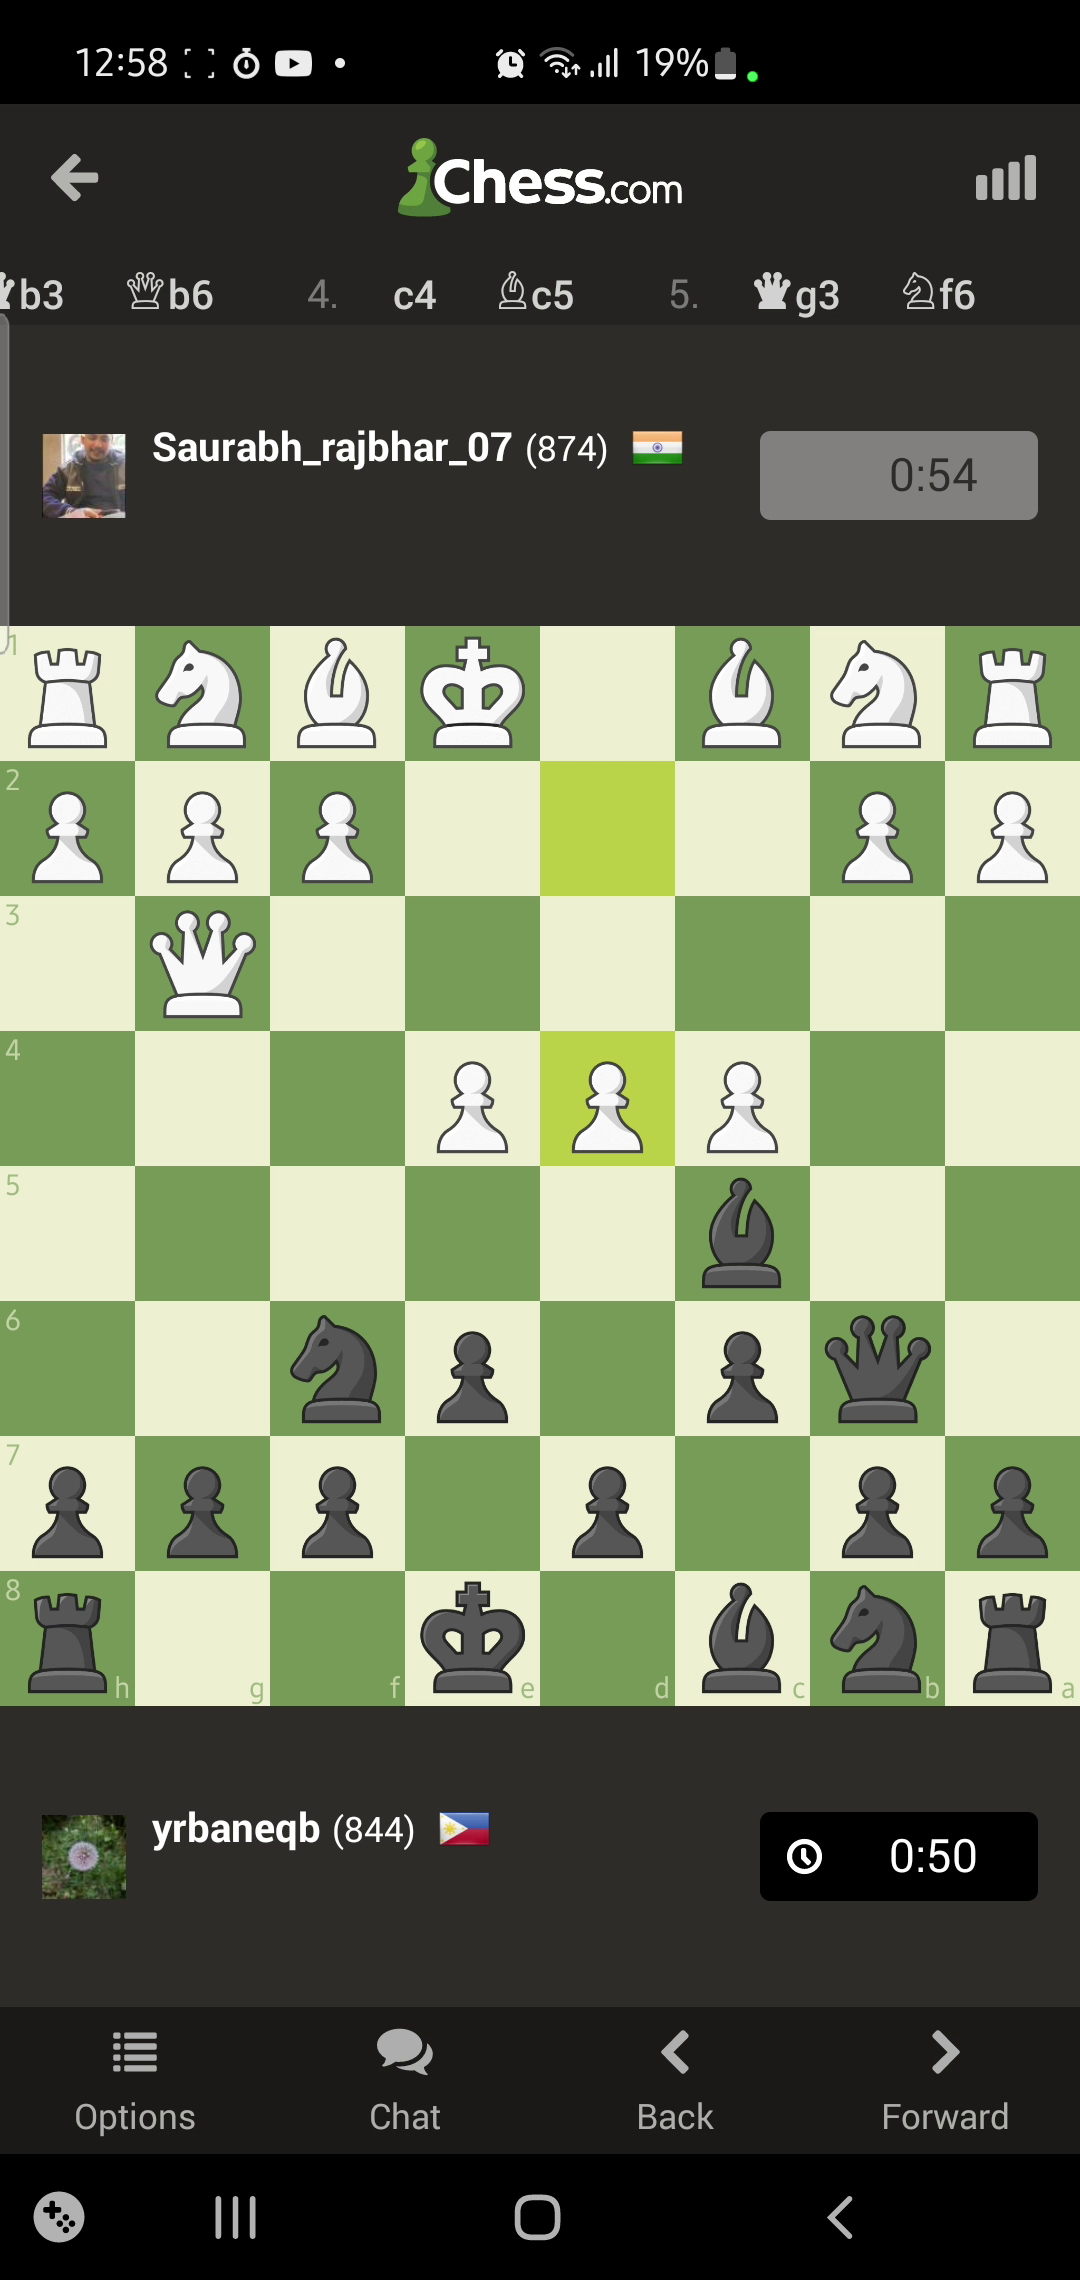 12:58 19%
Chess.com
b3 b6 4. c4 c5 5. g3 f6
Saurabh_rajbhar_07 (874) 0:54
1
2
3
4
5
6
7
8
h g f e d c b a
yrbaneqb (844) 0:50
Options Chat Back Forward